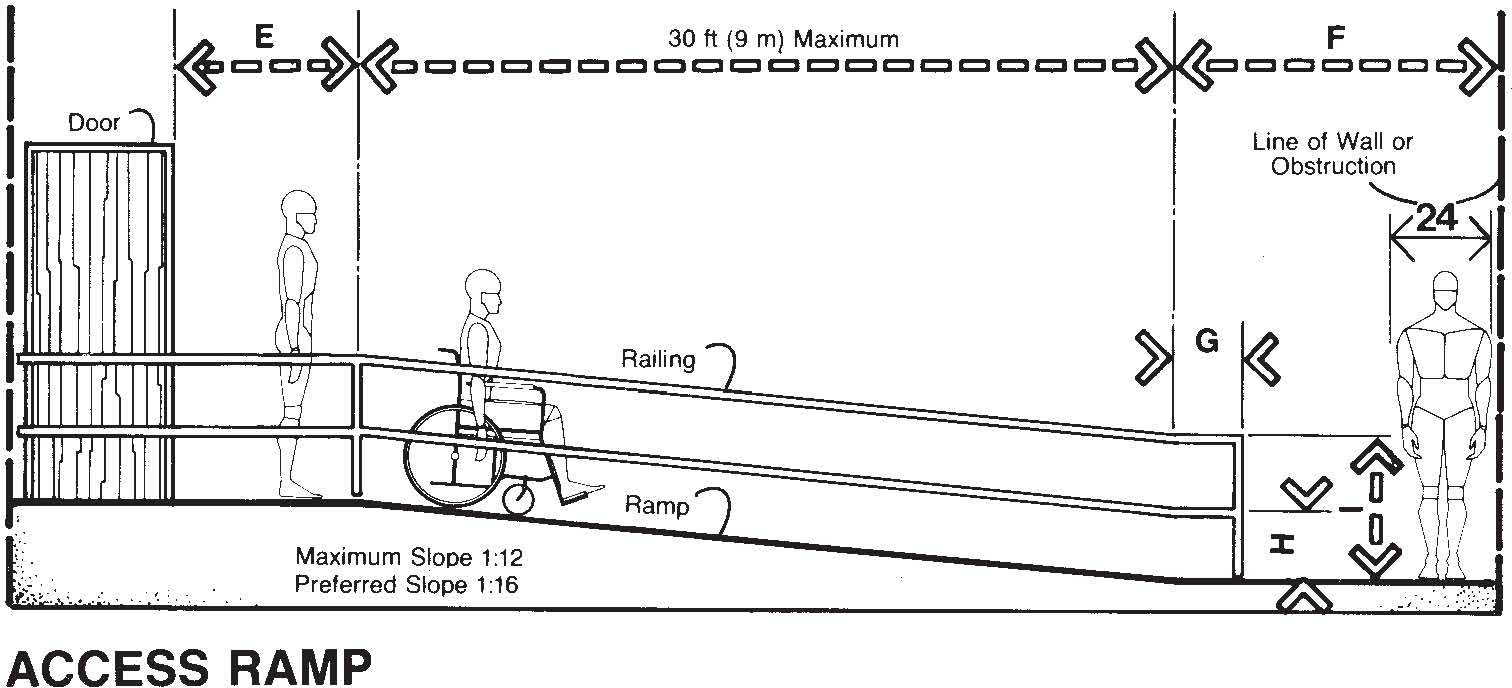 E
30 ft (9 m) Maximum
F
Door
Line of Wall or
Obstruction
24
Railing
G
Ramp
H
I
Maximum Slope 1:12
Preferred Slope 1:16
ACCESS RAMP